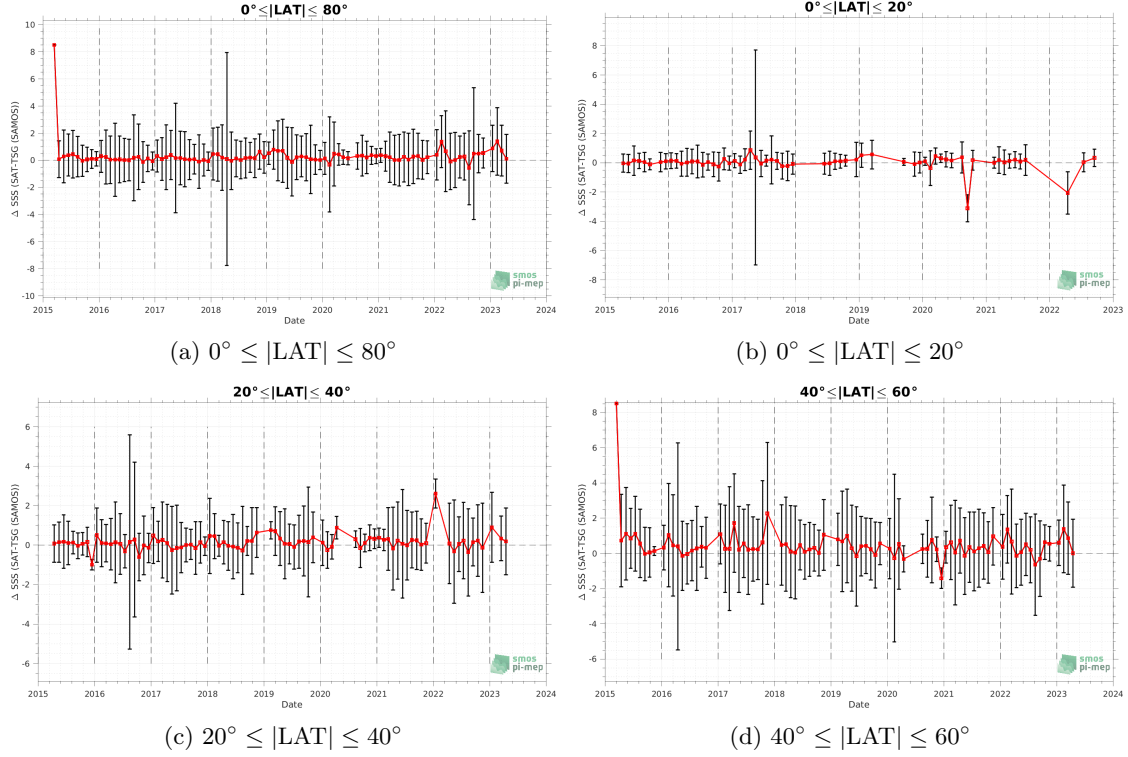 0°≤|LAT|≤ 80°
Δ SSS (SAT-TSG (SAMOS))
10
8
6
4
2
0
-2
-4
-6
-8
-10
2015 2016 2017 2018 2019 2020 2021 2022 2023 2024
Date
smos
pi-mep
(a) 0° ≤ |LAT| ≤ 80°
0°≤|LAT|≤ 20°
Δ SSS (SAT-TSG (SAMOS))
8
6
4
2
0
-2
-4
-6
-8
2015 2016 2017 2018 2019 2020 2021 2022 2023
Date
smos
pi-mep
(b) 0° ≤ |LAT| ≤ 20°
20°≤|LAT|≤ 40°
Δ SSS (SAT-TSG (SAMOS))
6
4
2
0
-2
-4
-6
2015 2016 2017 2018 2019 2020 2021 2022 2023 2024
Date
smos
pi-mep
(c) 20° ≤ |LAT| ≤ 40°
40°≤|LAT|≤ 60°
Δ SSS (SAT-TSG (SAMOS))
8
6
4
2
0
-2
-4
-6
2015 2016 2017 2018 2019 2020 2021 2022 2023 2024
Date
smos
pi-mep
(d) 40° ≤ |LAT| ≤ 60°